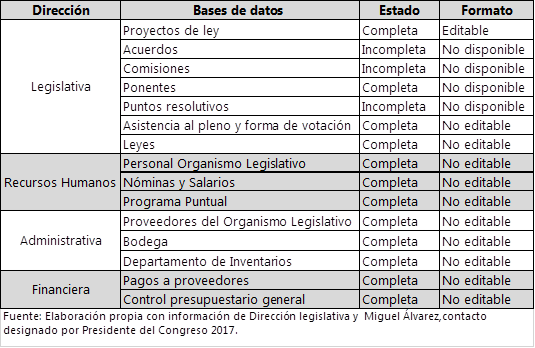 Dirección Bases de datos Estado Formato
Legislativa
Proyectos de ley Completa Editable
Acuerdos Incompleta No disponible
Comisiones Incompleta No disponible
Ponentes Completa No disponible
Puntos resolutivos Incompleta No disponible
Asistencia al pleno y forma de votación Completa No editable
Leyes Completa No editable
Recursos Humanos
Personal Organismo Legislativo Completa No editable
Nóminas y Salarios Completa No editable
Programa Puntual Completa No editable
Administrativa
Proveedores del Organismo Legislativo Completa No editable
Bodega Completa No editable
Departamento de Inventarios Completa No editable
Financiera
Pagos a proveedores Completa No editable
Control presupuestario general Completa No editable
Fuente: Elaboración propia con información de Dirección legislativa y Miguel Álvarez,contacto
designado por Presidente del Congreso 2017.